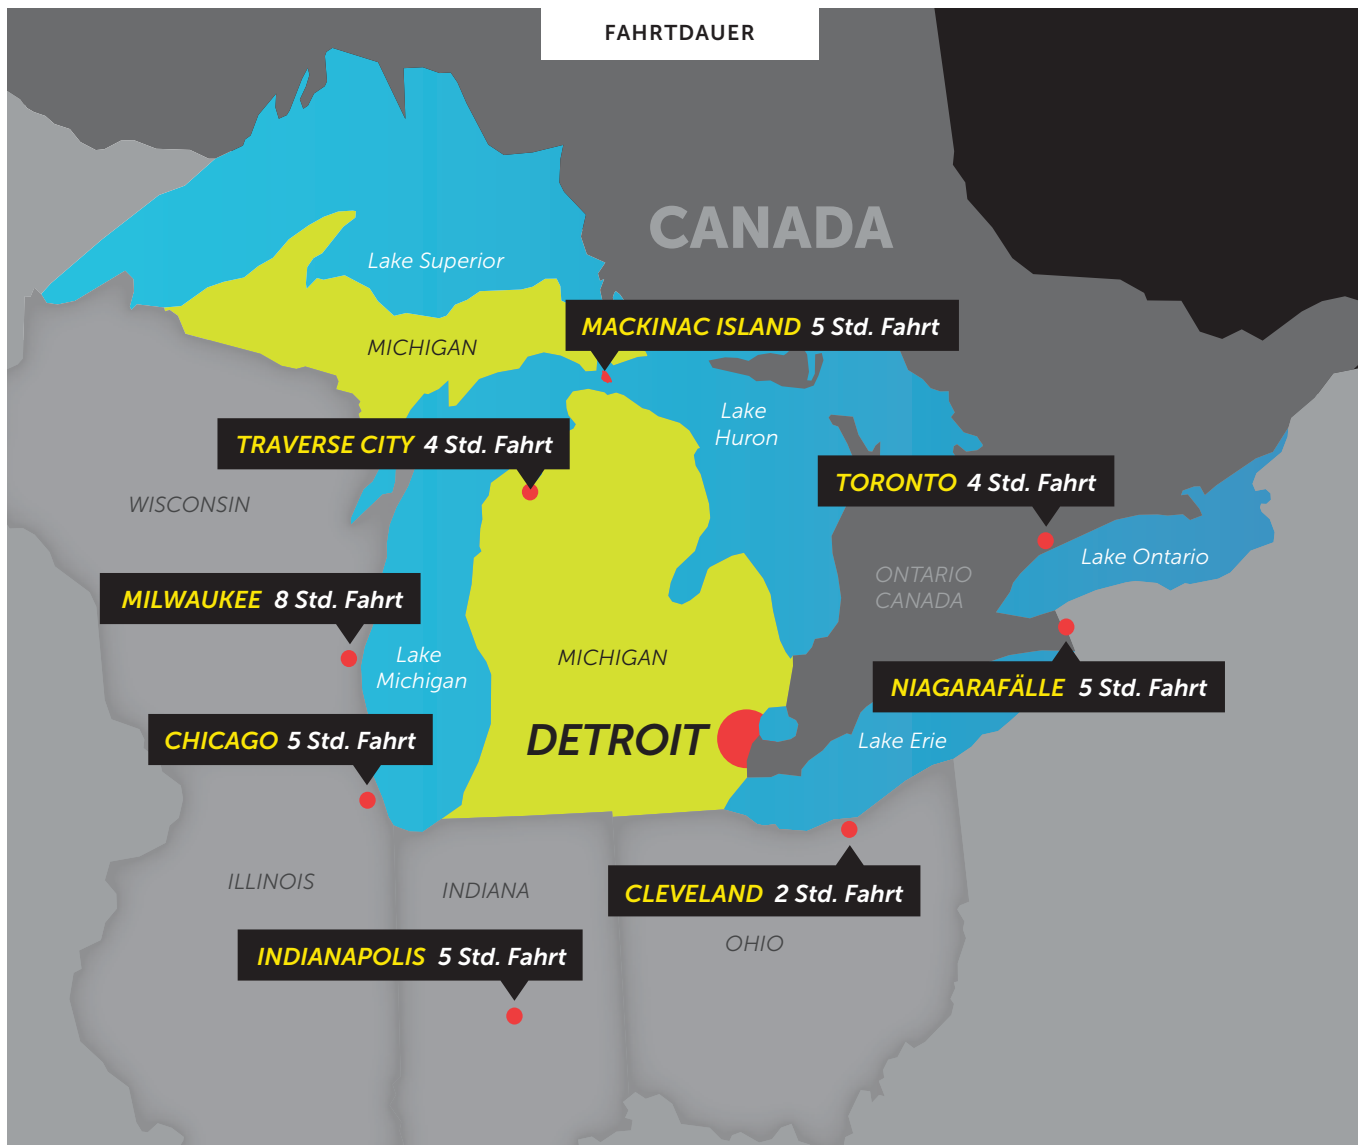 FAHRTDAUER
CANADA
Lake Superior
MACKINAC ISLAND 5 Std. Fahrt
MICHIGAN
Lake
Huron
TRAVERSE CITY 4 Std. Fahrt
TORONTO 4 Std. Fahrt
WISCONSIN
Lake Ontario
ONTARIO
CANADA
MILWAUKEE 8 Std. Fahrt
Lake
Michigan
MICHIGAN
NIAGARAFÄLLE 5 Std. Fahrt
CHICAGO 5 Std. Fahrt
DETROIT
Lake Erie
ILLINOIS
INDIANA
CLEVELAND 2 Std. Fahrt
OHIO
INDIANAPOLIS 5 Std. Fahrt